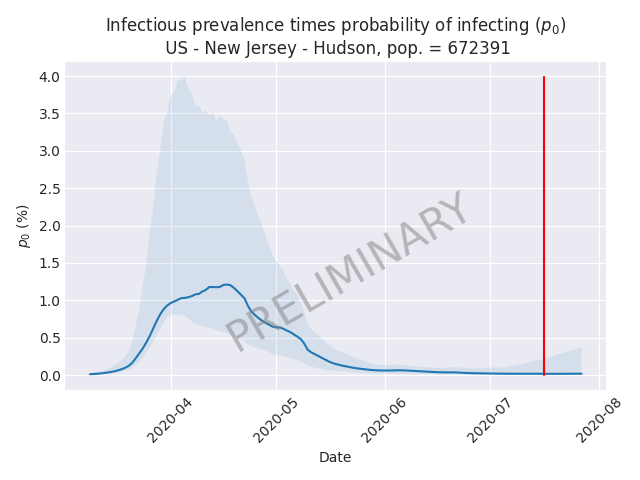 Infectious prevalence times probability of infecting (p₀)
US - New Jersey - Hudson, pop. = 672391
4.0
3.5
3.0
2.5
2.0
1.5
1.0
0.5
0.0
p₀ (%)
PRELIMINARY
2020-04
2020-05
2020-06
2020-07
2020-08
Date